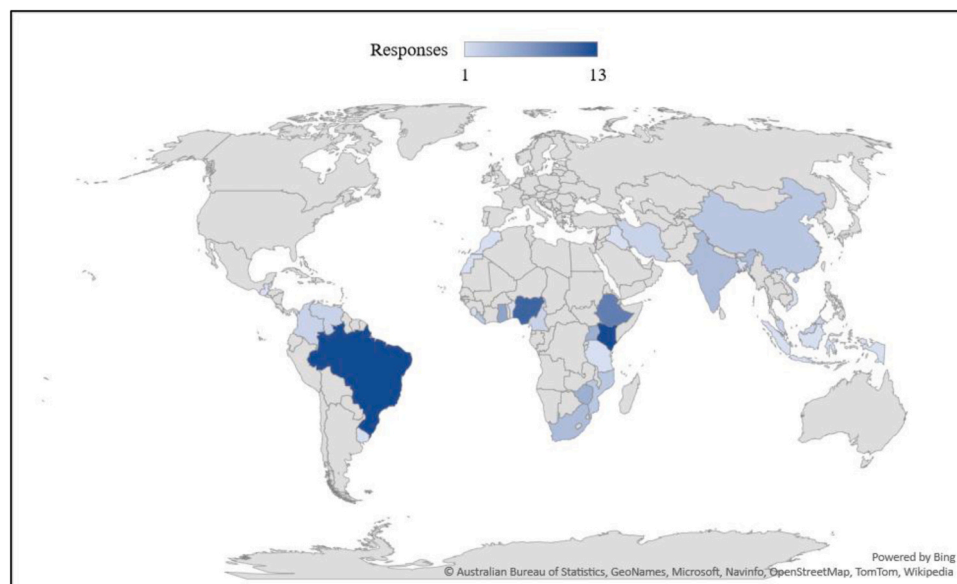 Responses
1 13
Powered by Bing
© Australian Bureau of Statistics, GeoNames, Microsoft, Navinfo, OpenStreetMap, TomTom, Wikipedia